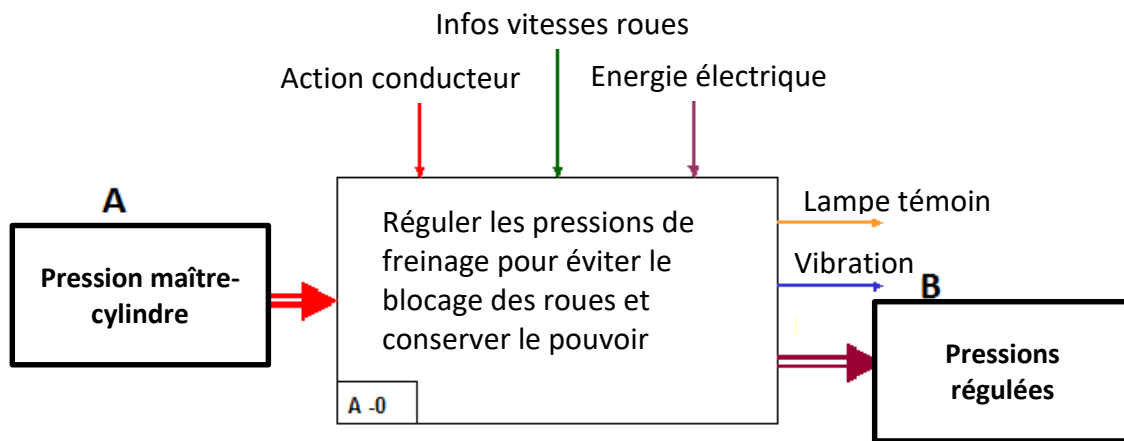 Infos vitesses roues
Action conducteur
Energie électrique
A
Pression maître-
cylindre
Réguler les pressions de
freinage pour éviter le
blocage des roues et
conserver le pouvoir
A -0
Lampe témoin
Vibration
B
Pressions
régulées